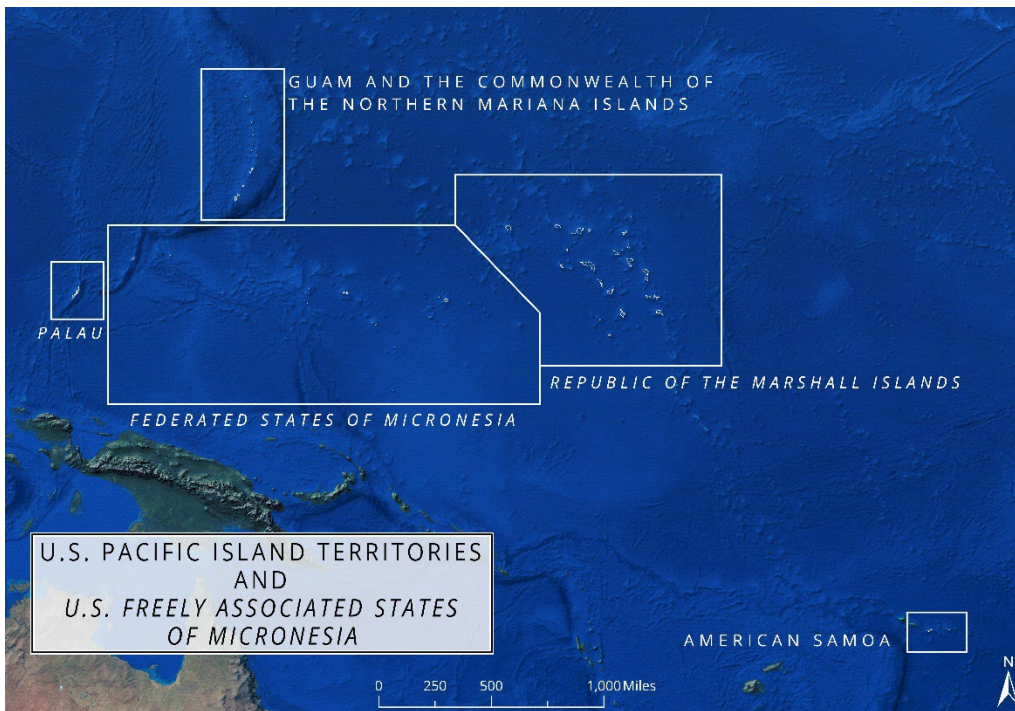 GUAM AND THE COMMONWEALTH OF
THE NORTHERN MARIANA ISLANDS
PALAU
REPUBLIC OF THE MARSHALL ISLANDS
FEDERATED STATES OF MICRONESIA
U.S. PACIFIC ISLAND TERRITORIES
AND
U.S. FREELY ASSOCIATED STATES
OF MICRONESIA
AMERICAN SAMOA
N
0 250 500 1,000 Miles